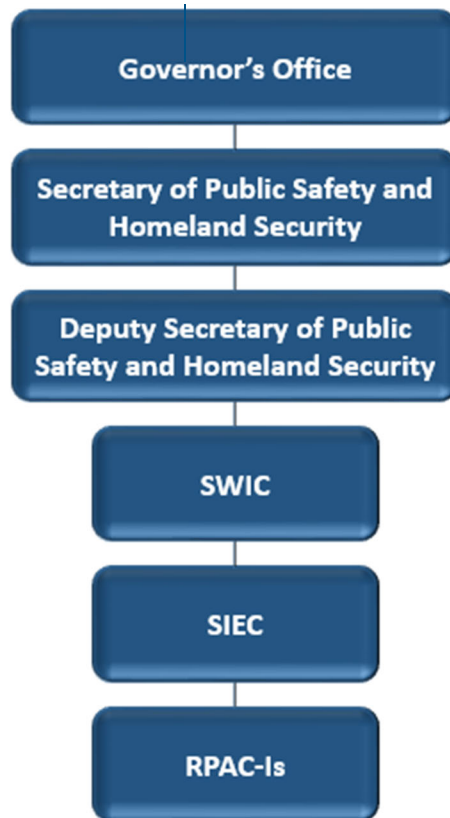 Governor’s Office
Secretary of Public Safety and
Homeland Security
Deputy Secretary of Public
Safety and Homeland Security
SWIC
SIEC
RPAC-Is